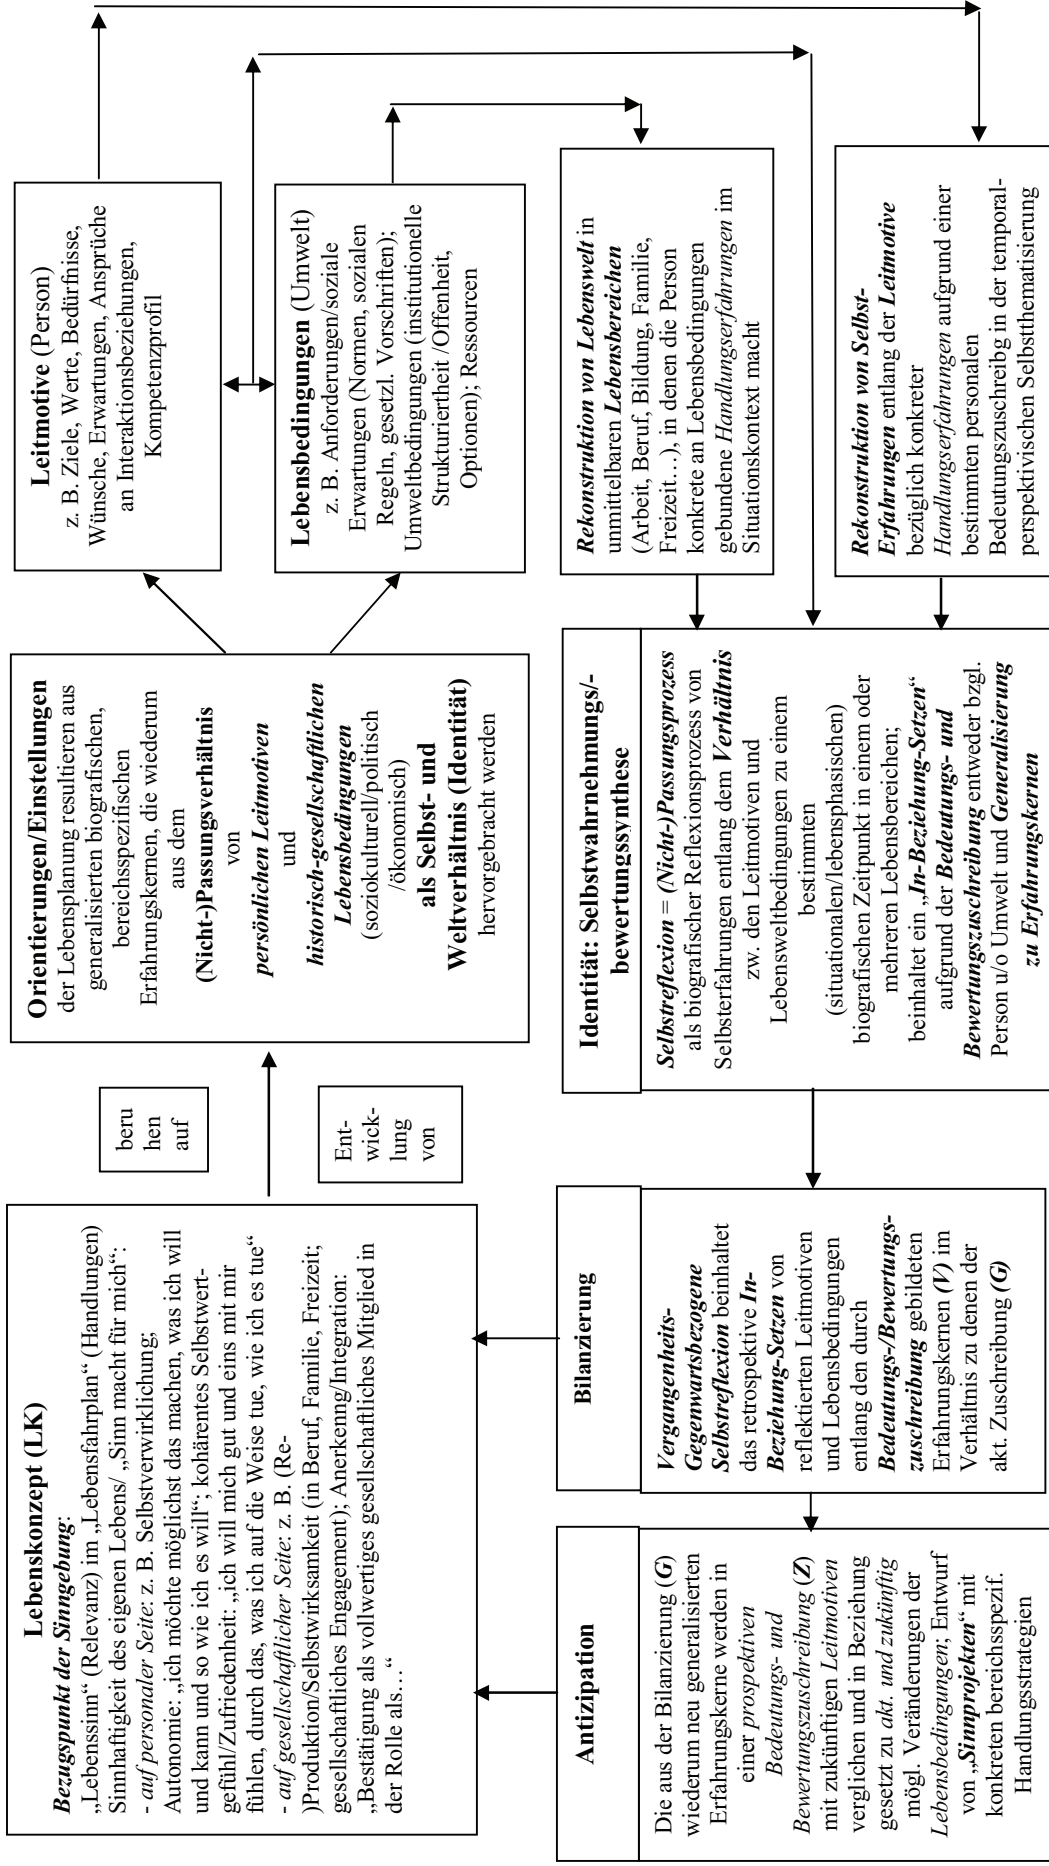 Lebenskonzept (LK)
Bezugspunkt der Sinngebung:
„Lebenssinn“ (Relevanz) im „Lebensfahrplan“ (Handlungen)
Sinnhaftigkeit des eigenen Lebens/ „Sinn macht für mich“:
- auf personaler Seite: z. B. Selbstverwirklichung;
Autonomie: „ich möchte möglichst das machen, was ich will
und kann und so wie ich es will“; kohärentes Selbstwert-
gefühl/Zufriedenheit: „ich will mich gut und eins mit mir
fühlen, durch das, was ich auf die Weise tue, wie ich es tue“
- auf gesellschaftlicher Seite: z. B. (Re-
)Produktion/Selbstwirksamkeit (in Beruf, Familie, Freizeit;
gesellschaftliches Engagement); Anerkenng/Integration:
„Bestätigung als vollwertiges gesellschaftliches Mitglied in
der Rolle als…“
beru
hen
auf
Ent-
wick-
lung
von
Orientierungen/Einstellungen
der Lebensplanung resultieren aus
generalisierten biografischen,
bereichsspezifischen
Erfahrungskernen, die wiederum
aus dem
(Nicht-)Passungsverhältnis
von
persönlichen Leitmotiven
und
historisch-gesellschaftlichen
Lebensbedingungen
(soziokulturell/politisch
/ökonomisch)
als Selbst- und
Weltverhältnis (Identität)
hervorgebracht werden
Leitmotive (Person)
z. B. Ziele, Werte, Bedürfnisse,
Wünsche, Erwartungen, Ansprüche
an Interaktionsbeziehungen,
Kompetenzprofil
Lebensbedingungen (Umwelt)
z. B. Anforderungen/soziale
Erwartungen (Normen, sozialen
Regeln, gesetzl. Vorschriften);
Umweltbedingungen (institutionelle
Strukturiertheit /Offenheit,
Optionen); Ressourcen
Antizipation
Die aus der Bilanzierung (G)
wiederum neu generalisierten
Erfahrungskerne werden in
einer prospektiven
Bedeutungs- und
Bewertungszuschreibung (Z)
mit zukünftigen Leitmotiven
verglichen und in Beziehung
gesetzt zu akt. und zukünftig
mögl. Veränderungen der
Lebensbedingungen; Entwurf
von „Sinnprojekten“ mit
konkreten bereichsspezif.
Handlungsstrategien
Bilanzierung
Vergangenheits-
Gegenwartsbezogene
Selbstreflexion beinhaltet
das retrospektive In-
Beziehung-Setzen von
reflektierten Leitmotiven
und Lebensbedingungen
entlang den durch
Bedeutungs-/Bewertungs-
zuschreibung gebildeten
Erfahrungskernen (V) im
Verhältnis zu denen der
akt. Zuschreibung (G)
Identität: Selbstwahrnehmungs/-
bewertungssynthese
Selbstreflexion = (Nicht-)Passungsprozess
als biografischer Reflexionsprozess von
Selbsterfahrungen entlang dem Verhältnis
zw. den Leitmotiven und
Lebensweltbedingungen zu einem
bestimmten
(situationalen/lebensphasischen)
biografischen Zeitpunkt in einem oder
mehreren Lebensbereichen;
beinhaltet ein „In-Beziehung-Setzen“
aufgrund der Bedeutungs- und
Bewertungszuschreibung entweder bzgl.
Person u/o Umwelt und Generalisierung
zu Erfahrungskernen
Rekonstruktion von Lebenswelt in
unmittelbaren Lebensbereichen
(Arbeit, Beruf, Bildung, Familie,
Freizeit…), in denen die Person
konkrete an Lebensbedingungen
gebundene Handlungserfahrungen im
Situationskontext macht
Rekonstruktion von Selbst-
Erfahrungen entlang der Leitmotive
bezüglich konkreter
Handlungserfahrungen aufgrund einer
bestimmten personalen
Bedeutungszuschreibg in der temporal-
perspektivischen Selbstthematisierung